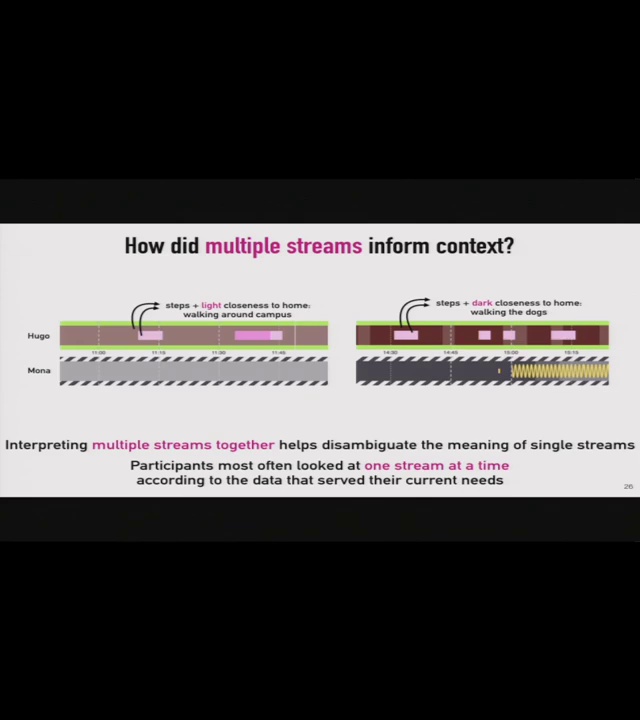 How did multiple streams inform context?
steps + light closeness to home:
walking around campus
steps + dark closeness to home:
walking the dogs
Hugo
11:00 11:15 11:30 11:45
14:30 14:45 15:00 15:15
Mona
Interpreting multiple streams together helps disambiguate the meaning of single streams
Participants most often looked at one stream at a time
according to the data that served their current needs
26